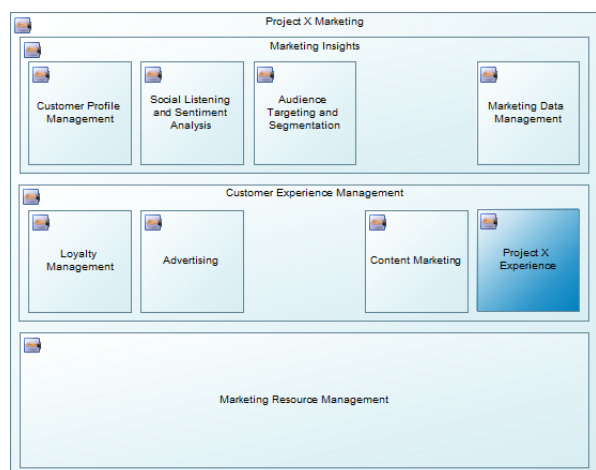 Project X Marketing
Marketing Insights
Customer Profile
Management
Social Listening
and Sentiment
Analysis
Audience
Targeting and
Segmentation
Marketing Data
Management
Customer Experience Management
Loyalty
Management
Advertising
Content Marketing
Project X
Experience
Marketing Resource Management